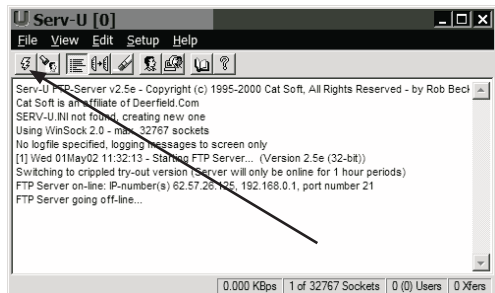 Serv-U [0]
File View Edit Setup Help
Serv-U FTP-Server v2.5e - Copyright (c) 1995-2000 Cat Soft, All Rights Reserved - by Rob Beck
Cat Soft is an affiliate of Deerfield.Com
SERV-U.INI not found, creating new one
Using WinSock 2.0 - max. 32767 sockets
No logfile specified, logging messages to screen only
[1] Wed 01May02 11:32:13 - Starting FTP Server... (Version 2.5e (32-bit))
Switching to crippled try-out version (Server will only be online for 1 hour periods)
FTP Server on-line: IP-number(s) 62.57.26.125, 192.168.0.1, port number 21
FTP Server going off-line...
0.000 KBps 1 of 32767 Sockets 0 (0) Users 0 Xfers